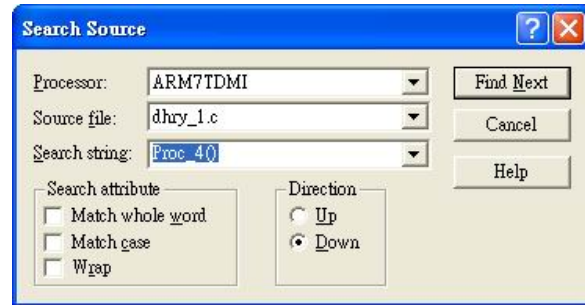 Search Source
Processor: ARM7TDMI Find Next
Source file: dhry_1.c Cancel
Search string: Proc_4() Help
Search attribute Direction
Match whole word Up
Match case Down
Wrap